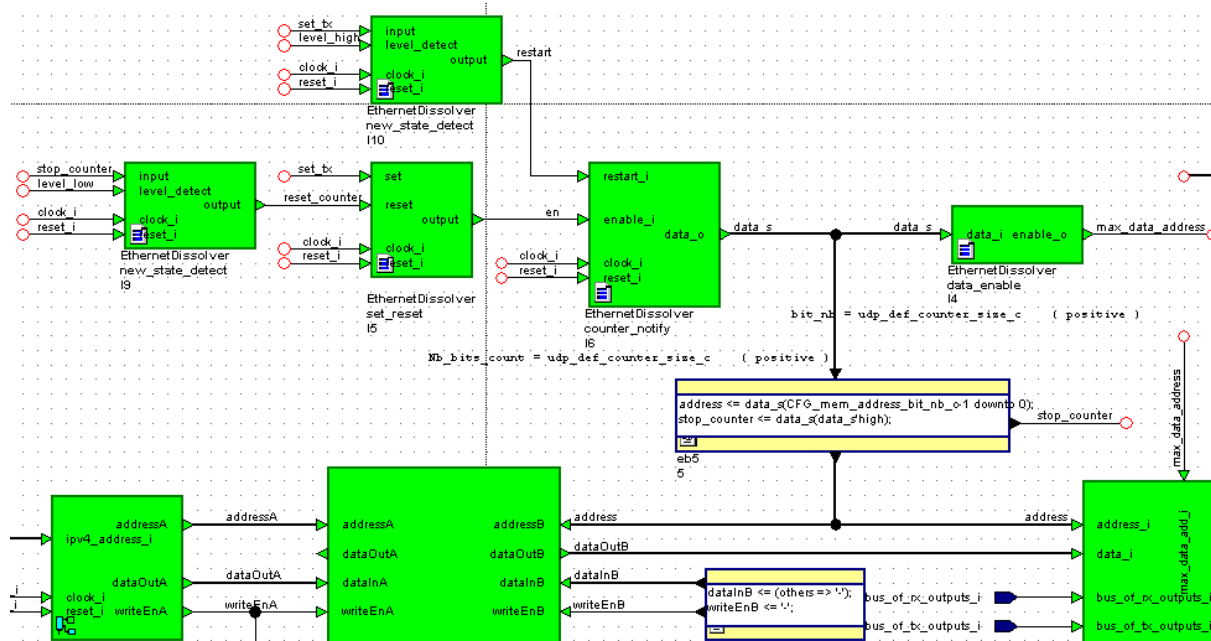 set_tx
level_high
clock_i
reset_i
input
level_detect
output
clock_i
reset_i
restart
EthernetDissolver
new_state_detect
I10
stop_counter
level_low
clock_i
reset_i
input
level_detect
output
clock_i
reset_i
EthernetDissolver
new_state_detect
I9
reset_counter
set_tx
clock_i
reset_i
set
reset
output
clock_i
reset_i
EthernetDissolver
set_reset
I5
en
clock_i
reset_i
restart_i
enable_i
data_o
clock_i
reset_i
EthernetDissolver
counter_notify
I6
Nb_bits_count = udp_def_counter_size_c ( positive )
data_s
data_s
data_i enable_o
max_data_address
EthernetDissolver
data_enable
I4
bit_nb = udp_def_counter_size_c ( positive )
address <= data_s(CFG_mem_address_bit_nb_c-1 downto 0);
stop_counter <= data_s(data_s'high);
eb5
5
stop_counter
max_data_address
addressA
ipv4_address_i
dataOutA
clock_i
reset_i
writeEnA
addressA
dataOutA
writeEnA
addressA
dataOutA
dataInA
writeEnA
addressB
dataOutB
dataInB
writeEnB
address
dataOutB
dataInB
writeEnB
dataInB <= (others => '-');
writeEnB <= '-';
address
bus_of_rx_outputs_i
bus_of_tx_outputs_i
address_i
data_i
max_data_add_i
bus_of_rx_outputs_i
bus_of_tx_outputs_i